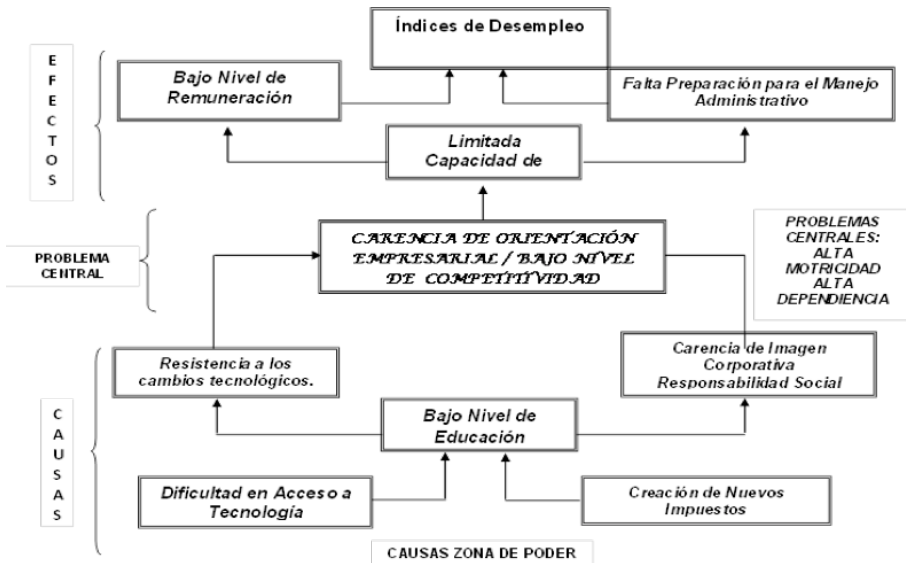 Índices de Desempleo
E
F
E
C
T
O
S
Bajo Nivel de
Remuneración
Falta Preparación para el Manejo
Administrativo
Limitada
Capacidad de
PROBLEMA
CENTRAL
CARENCIA DE ORIENTACIÓN
EMPRESARIAL / BAJO NIVEL
DE COMPETITIVIDAD
PROBLEMAS
CENTRALES:
ALTA
MOTRICIDAD
ALTA
DEPENDIENCIA
C
A
U
S
A
S
Resistencia a los
cambios tecnológicos.
Carencia de Imagen
Corporativa
Responsabilidad Social
Bajo Nivel de
Educación
Dificultad en Acceso a
Tecnología
Creación de Nuevos
Impuestos
CAUSAS ZONA DE PODER